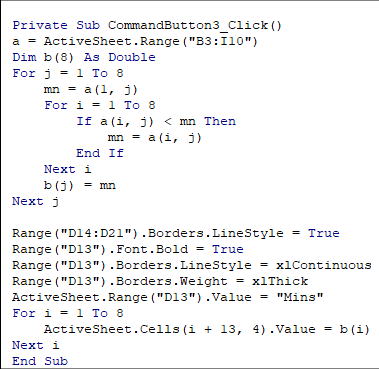 Private Sub CommandButton3_Click()
a = ActiveSheet.Range("B3:I10")
Dim b(8) As Double
For j = 1 To 8
    mn = a(1, j)
    For i = 1 To 8
        If a(i, j) < mn Then
            mn = a(i, j)
        End If
    Next i
    b(j) = mn
Next j

Range("D14:D21").Borders.LineStyle = True
Range("D13").Font.Bold = True
Range("D13").Borders.LineStyle = xlContinuous
Range("D13").Borders.Weight = xlThick
ActiveSheet.Range("D13").Value = "Mins"
For i = 1 To 8
    ActiveSheet.Cells(i + 13, 4).Value = b(i)
Next i
End Sub